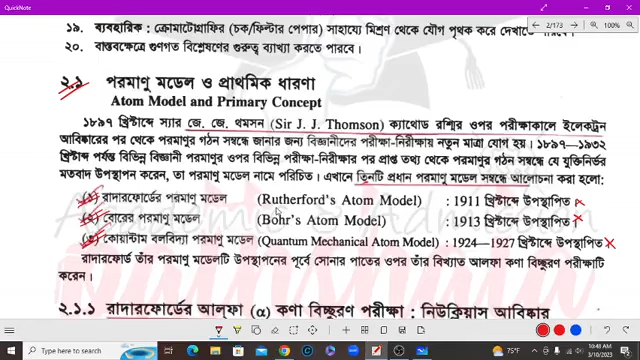 QuickNote
2/173
100%
১৯. ব্যবহারিক : ক্রোমাটোগ্রাফির (চক/ফিল্টার পেপার) সাহায্যে মিশ্রণ থেকে যৌগ পৃথক করে দেখাতে পারবে।
২০. বাস্তবক্ষেত্রে গুণগত বিশ্লেষণের গুরুত্ব ব্যাখ্যা করতে পারবে।
২.১ পরমাণু মডেল ও প্রাথমিক ধারণা
Atom Model and Primary Concept
১৮৯৭ খ্রিষ্টাব্দে স্যার জে. জে. থমসন (Sir J. J. Thomson) ক্যাথোড রশ্মির ওপর পরীক্ষাকালে ইলেকট্রন
আবিষ্কারের পর থেকে পরমাণুর গঠন সম্বন্ধে জানার জন্য বিজ্ঞানীদের পরীক্ষা-নিরীক্ষায় নতুন মাত্রা যোগ হয়। ১৮৯৭—১৯৩২
খ্রিষ্টাব্দ পর্যন্ত বিভিন্ন বিজ্ঞানী পরমাণুর ওপর বিভিন্ন পরীক্ষা-নিরীক্ষার পর প্রাপ্ত তথ্য থেকে পরমাণুর গঠন সম্বন্ধে যে যুক্তিনির্ভর
মতবাদ উপস্থাপন করেন, তা পরমাণু মডেল নামে পরিচিত। এখানে তিনটি প্রধান পরমাণু মডেল সম্বন্ধে আলোচনা করা হলো:
(১) রাদারফোর্ডের পরমাণু মডেল (Rutherford's Atom Model) : 1911 খ্রিষ্টাব্দে উপস্থাপিত
(২) বোরের পরমাণু মডেল (Bohr's Atom Model) : 1913 খ্রিষ্টাব্দে উপস্থাপিত।
(৩) কোয়ান্টাম বলবিদ্যা পরমাণু মডেল (Quantum Mechanical Atom Model) : 1924—1927 খ্রিষ্টাব্দে উপস্থাপিত
রাদারফোর্ড তাঁর পরমাণু মডেলটি উপস্থাপনের পূর্বে সোনার পাতের ওপর তাঁর বিখ্যাত আলফা কণা বিচ্ছুরণ পরীক্ষাটি
করেন।
২.১.১ রাদারফোর্ডের আলফা (α) কণা বিচ্ছুরণ পরীক্ষা : নিউক্লিয়াস আবিষ্কার
Type here to search
75°F
10:48 AM
3/10/2023